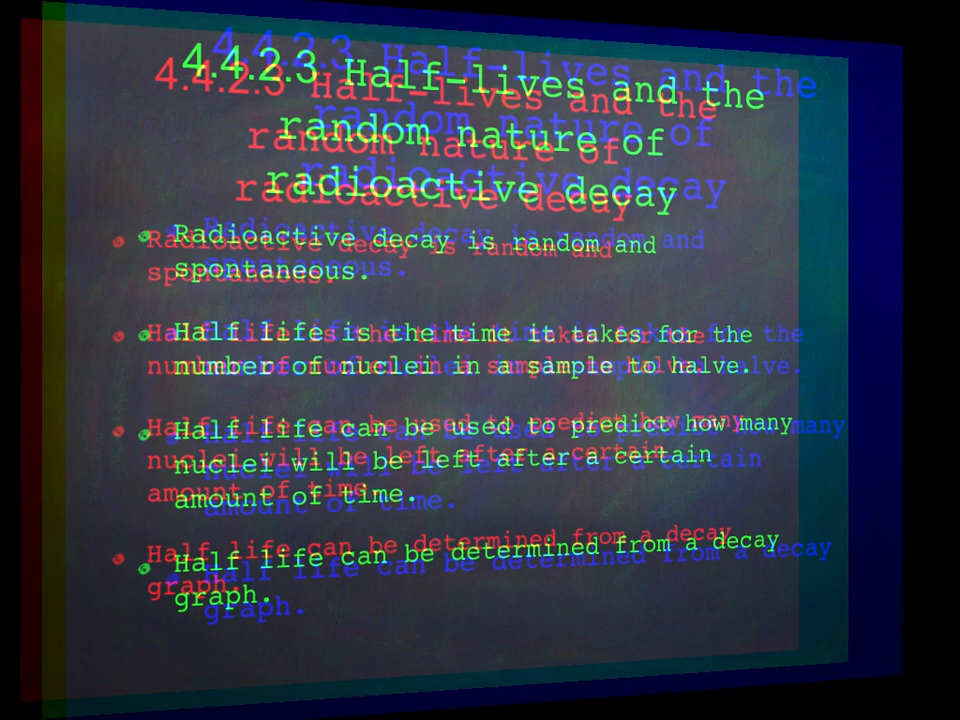 4.4.2.3 Half-lives and the
random nature of
radioactive decay
Radioactive decay is random and
spontaneous.
Half life is the time it takes for the
number of nuclei in a sample to halve.
Half life can be used to predict how many
nuclei will be left after a certain
amount of time.
Half life can be determined from a decay
graph.